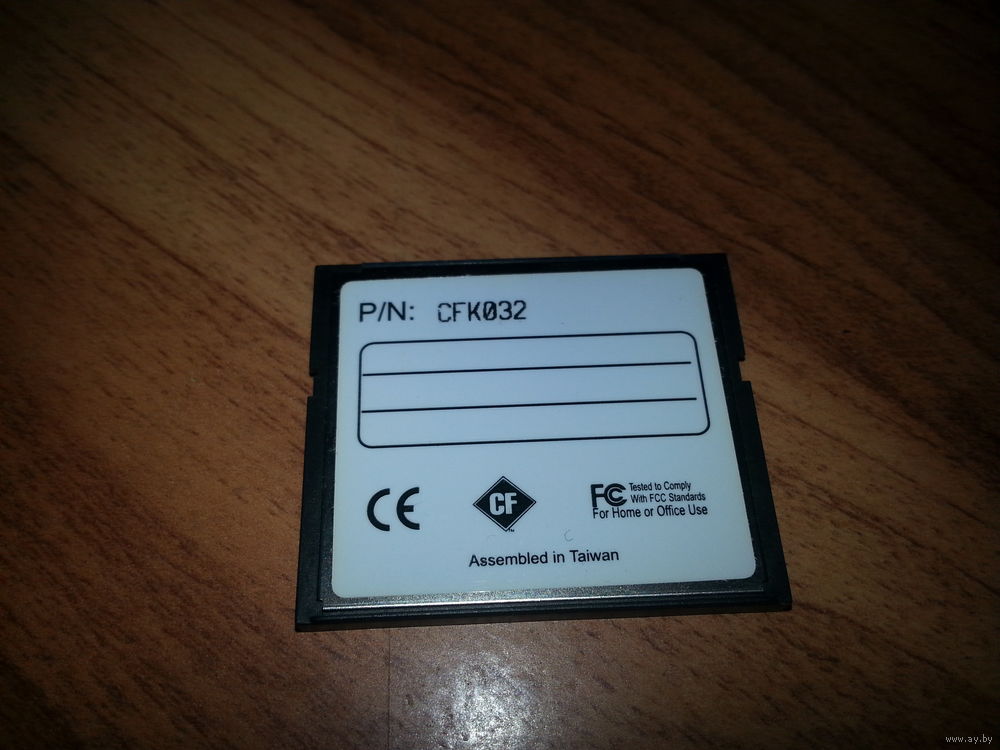 P/N: CFK032
CE
CF
TM
FC Tested to Comply
With FCC Standards
For Home or Office Use
Assembled in Taiwan
www.ay.by